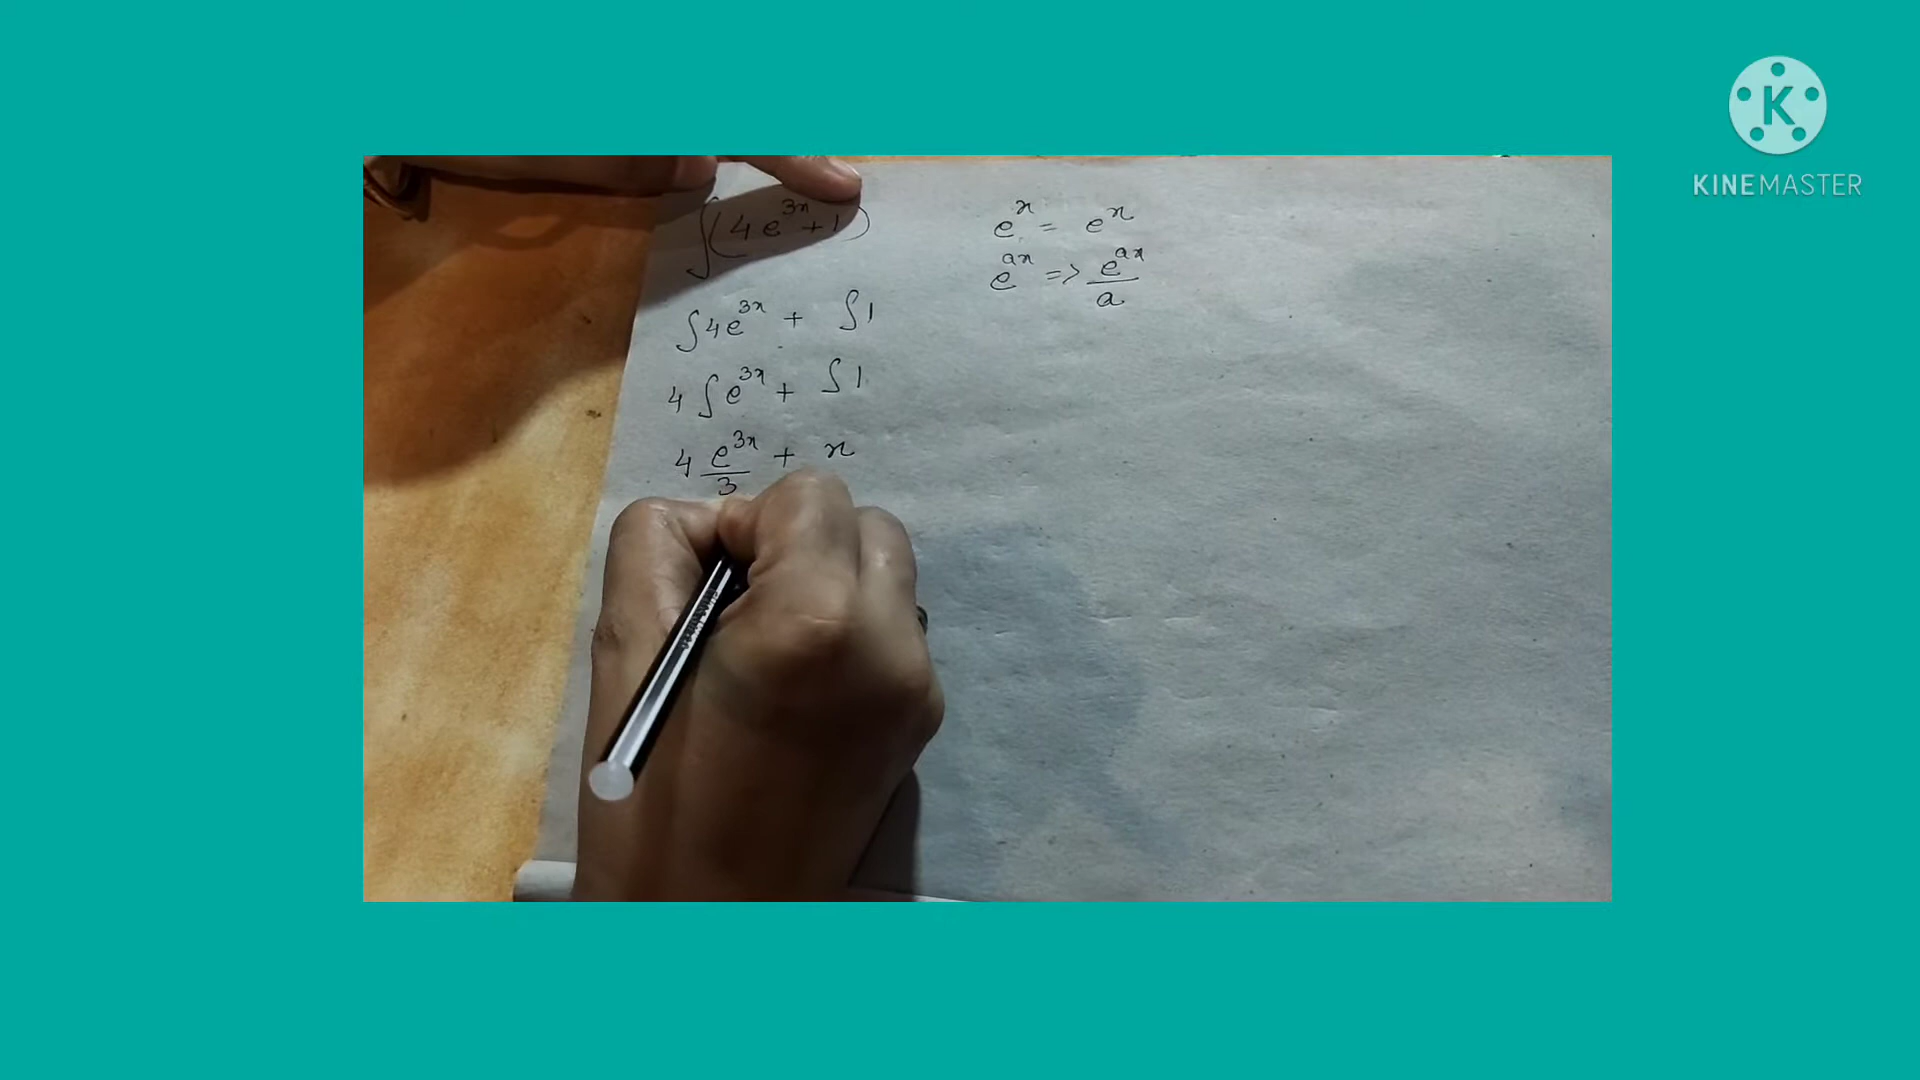 ∫(4e^3x + 1)
∫4e^3x + ∫1
4∫e^3x + ∫1
4 e^3x/3 + x
e^x = e^x
e^ax => e^ax/a
K
KINEMASTER